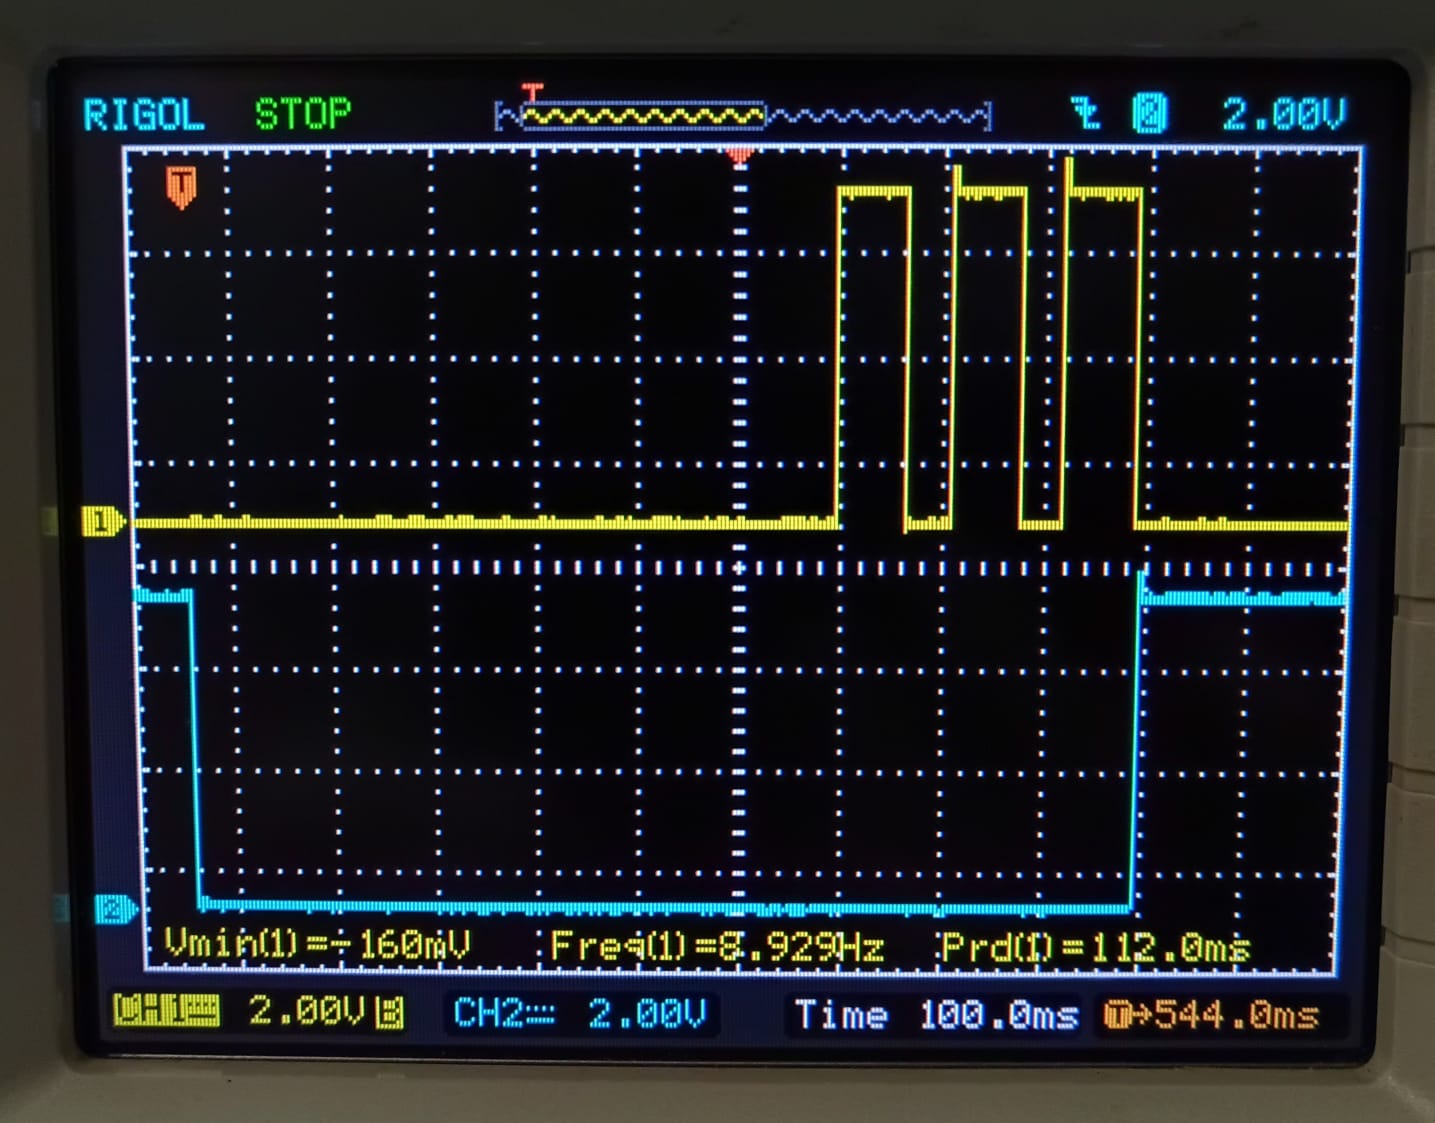 RIGOL STOP T 2.00V
T
1
2
Vmin(1)=-160mV Freq(1)=8.929Hz Prd(1)=112.0ms
CH1 2.00V B CH2 2.00V Time 100.0ms T→544.0ms